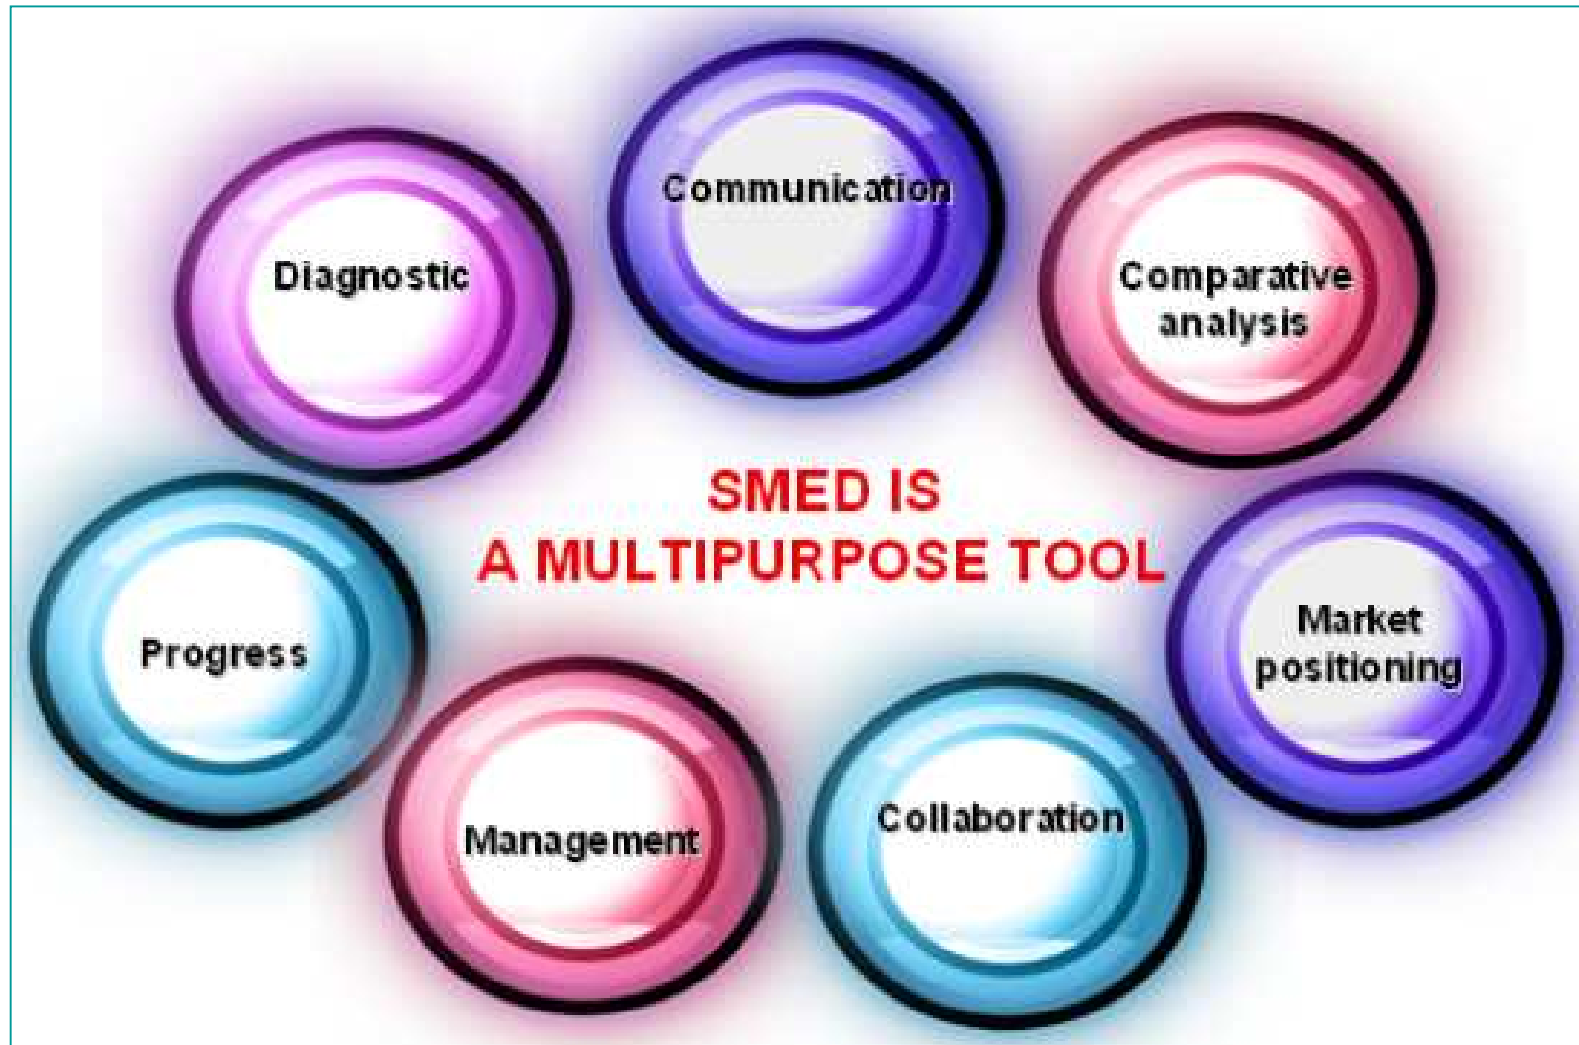 Communication
Diagnostic
Comparative
analysis
SMED IS
A MULTIPURPOSE TOOL
Market
positioning
Progress
Collaboration
Management